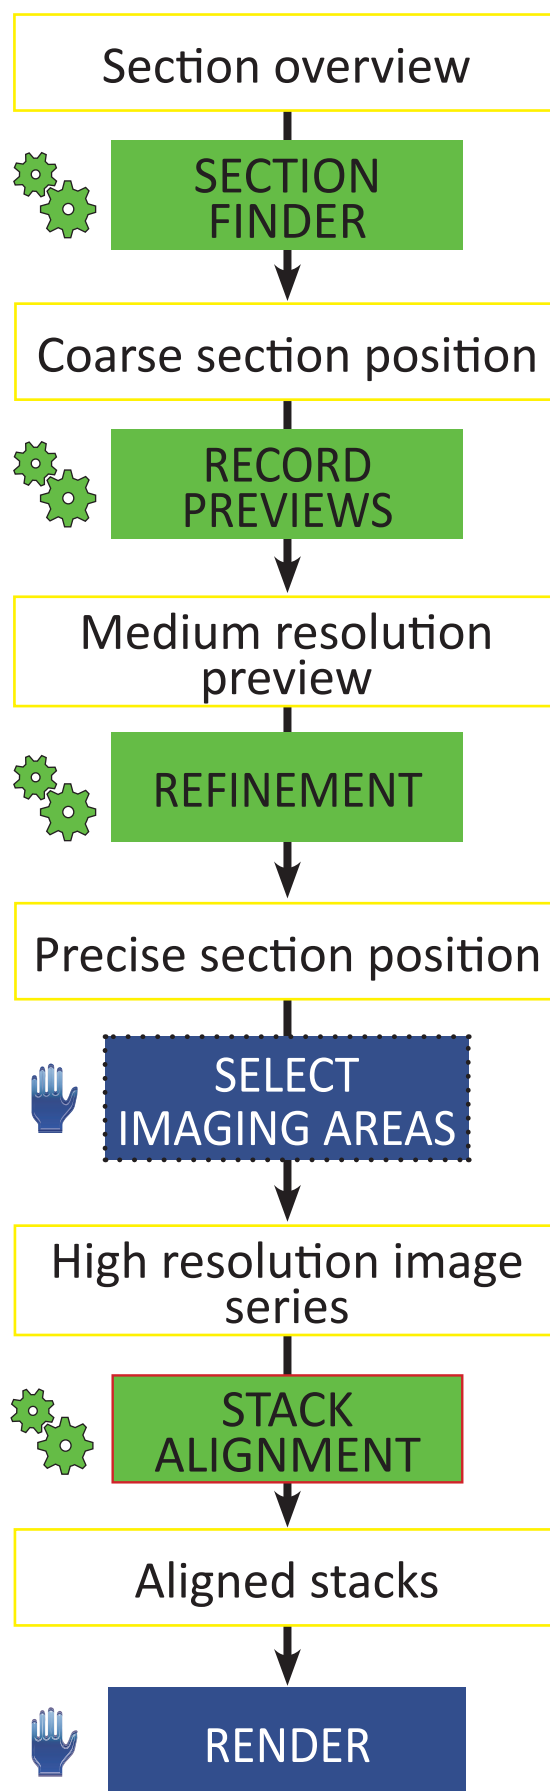 Section overview
SECTION
FINDER
Coarse section position
RECORD
PREVIEWS
Medium resolution
preview
REFINEMENT
Precise section position
SELECT
IMAGING AREAS
High resolution image
series
STACK
ALIGNMENT
Aligned stacks
RENDER